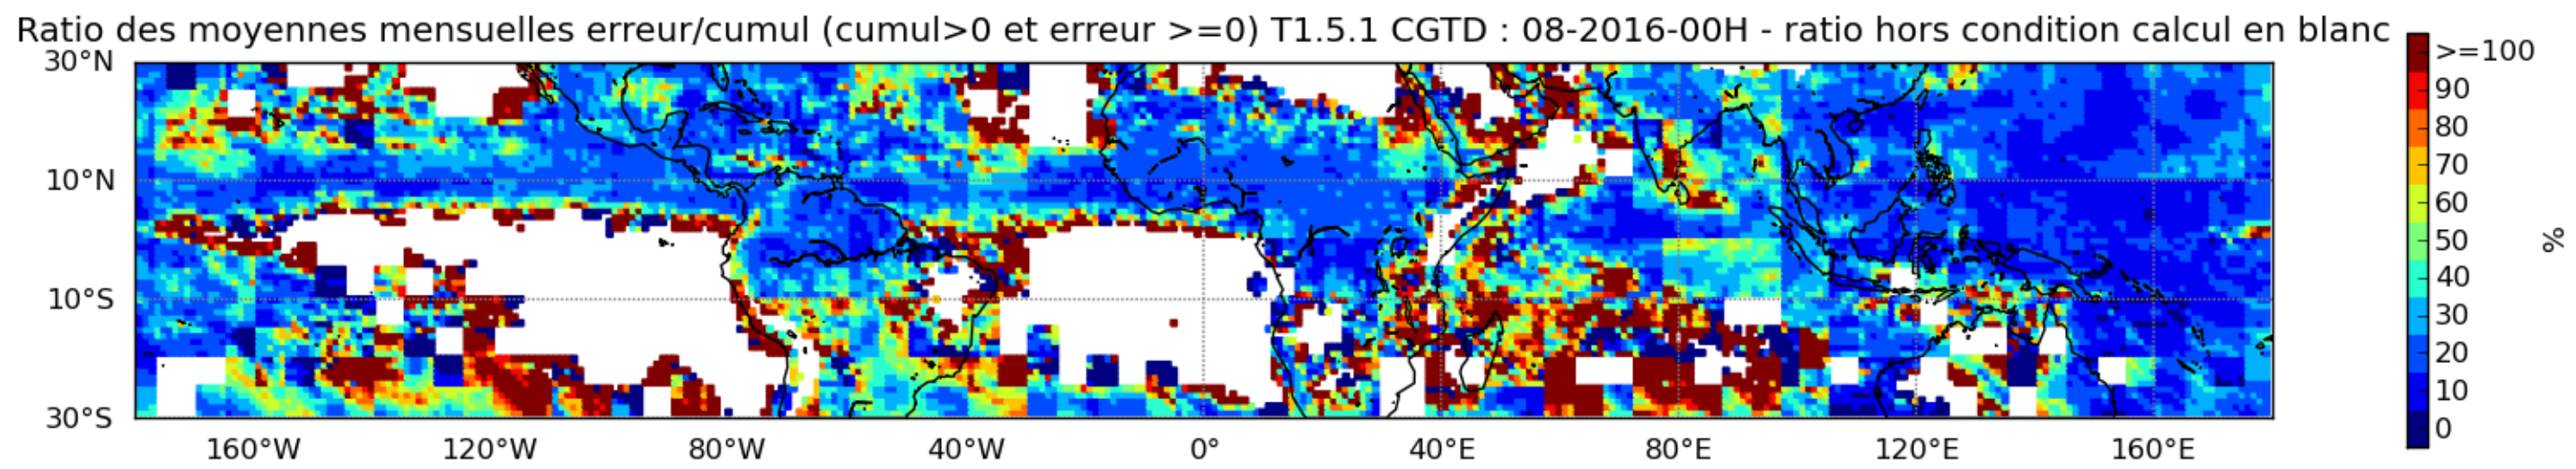 Ratio des moyennes mensuelles erreur/cumul (cumul>0 et erreur >=0) T1.5.1 CGTD : 08-2016-00H - ratio hors condition calcul en blanc
30°N
10°N
10°S
30°S
160°W 120°W 80°W 40°W 0° 40°E 80°E 120°E 160°E
>=100
90
80
70
60
50
40
30
20
10
0
%